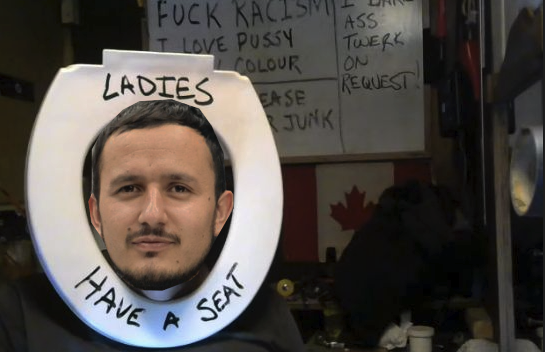 FUCK RACISM
I LOVE PUSSY
COLOUR
ASS
TWERK
ON
REQUEST!
JUNK
LADIES
HAVE A SEAT